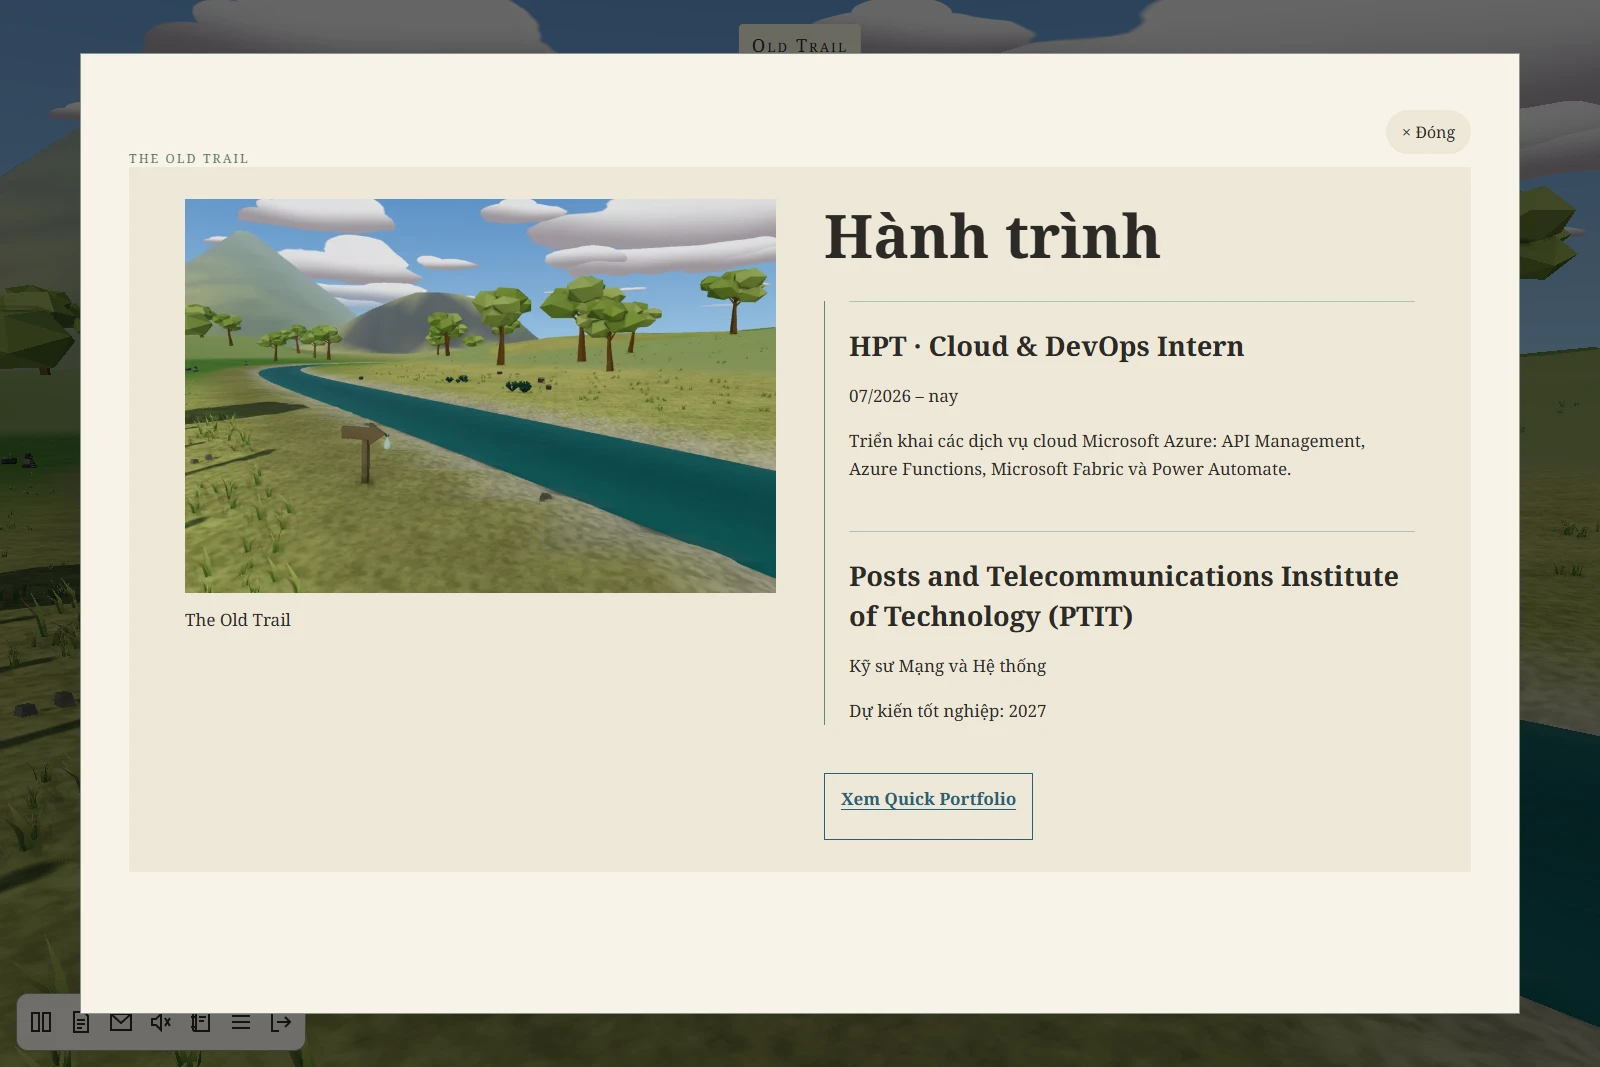 Old Trail
× Đóng
THE OLD TRAIL
Hành trình
HPT · Cloud & DevOps Intern
07/2026 – nay
Triển khai các dịch vụ cloud Microsoft Azure: API Management,
Azure Functions, Microsoft Fabric và Power Automate.
Posts and Telecommunications Institute
of Technology (PTIT)
Kỹ sư Mạng và Hệ thống
Dự kiến tốt nghiệp: 2027
Xem Quick Portfolio
The Old Trail